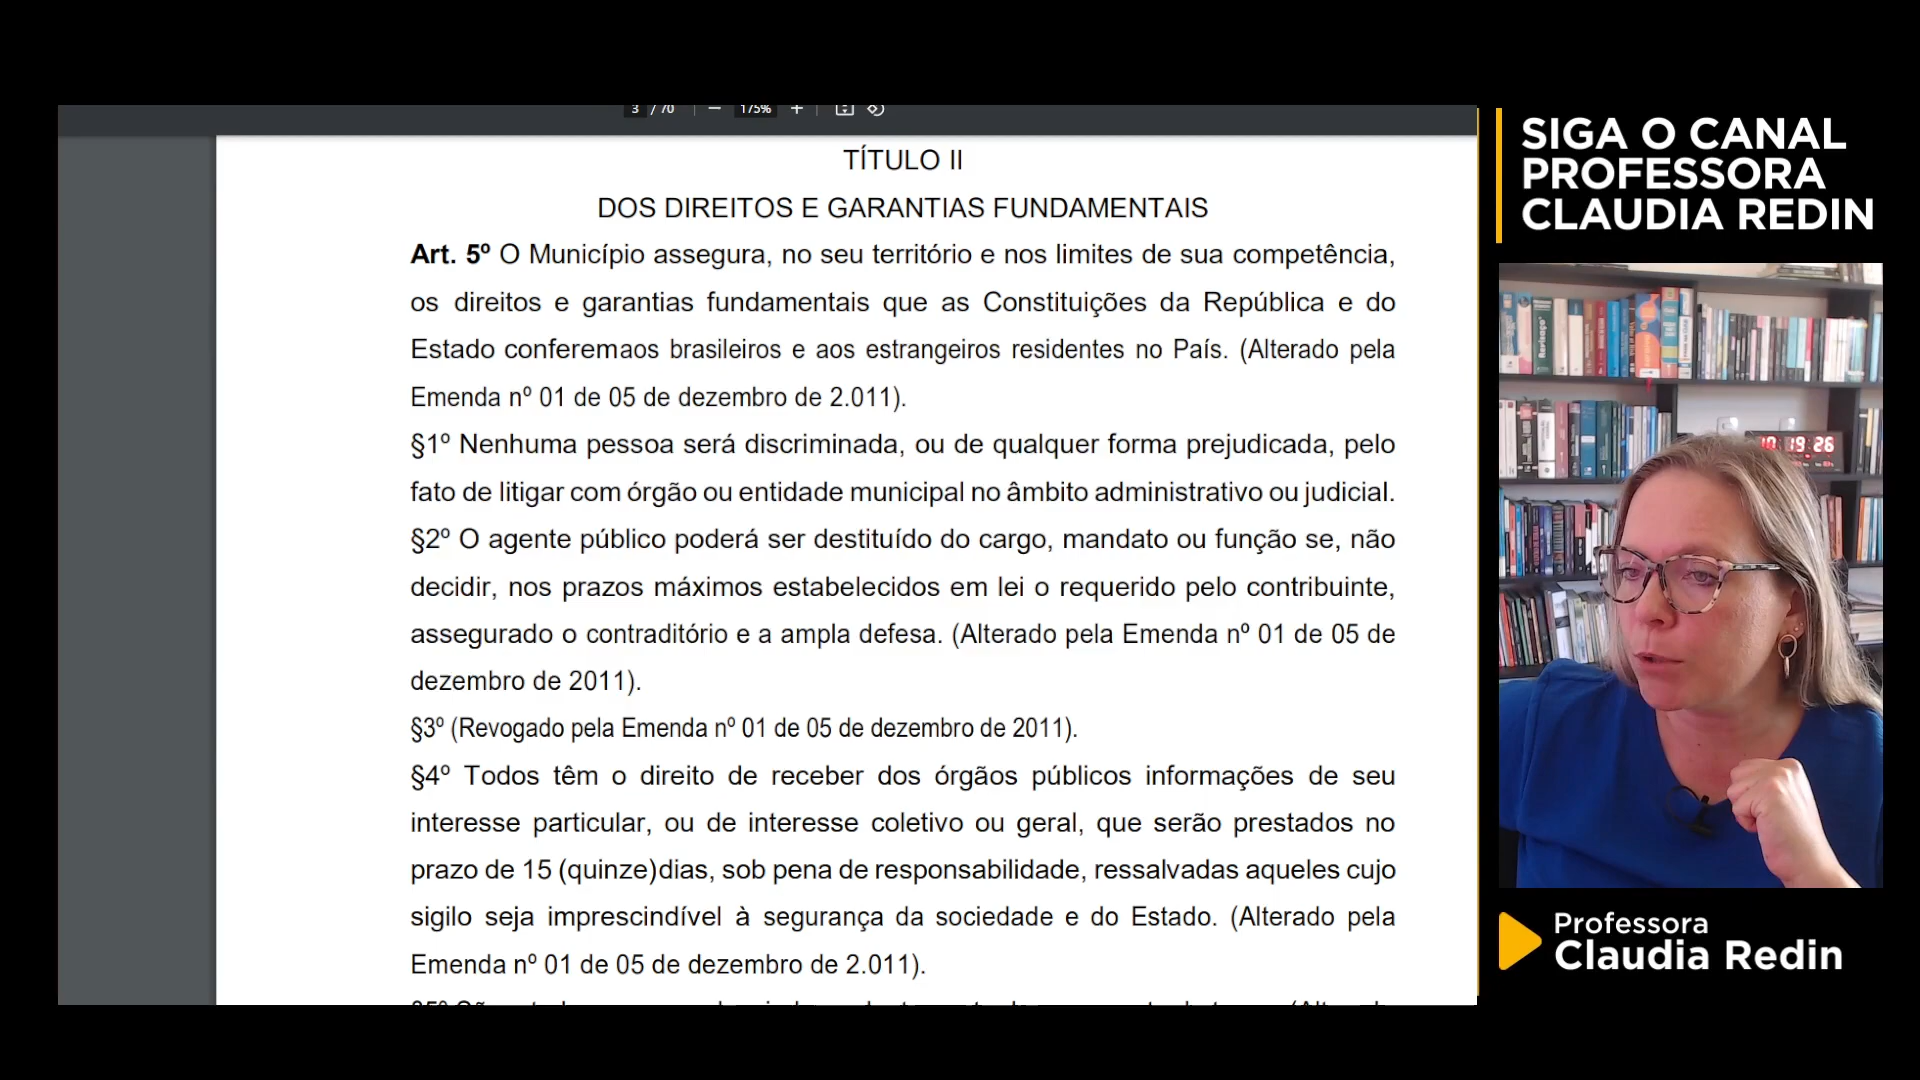 3 / 70
175%
TÍTULO II
DOS DIREITOS E GARANTIAS FUNDAMENTAIS
Art. 5º O Município assegura, no seu território e nos limites de sua competência,
os direitos e garantias fundamentais que as Constituições da República e do
Estado conferemaos brasileiros e aos estrangeiros residentes no País. (Alterado pela
Emenda nº 01 de 05 de dezembro de 2.011).
§1º Nenhuma pessoa será discriminada, ou de qualquer forma prejudicada, pelo
fato de litigar com órgão ou entidade municipal no âmbito administrativo ou judicial.
§2º O agente público poderá ser destituído do cargo, mandato ou função se, não
decidir, nos prazos máximos estabelecidos em lei o requerido pelo contribuinte,
assegurado o contraditório e a ampla defesa. (Alterado pela Emenda nº 01 de 05 de
dezembro de 2011).
§3º (Revogado pela Emenda nº 01 de 05 de dezembro de 2011).
§4º Todos têm o direito de receber dos órgãos públicos informações de seu
interesse particular, ou de interesse coletivo ou geral, que serão prestados no
prazo de 15 (quinze)dias, sob pena de responsabilidade, ressalvadas aqueles cujo
sigilo seja imprescindível à segurança da sociedade e do Estado. (Alterado pela
Emenda nº 01 de 05 de dezembro de 2.011).
SIGA O CANAL
PROFESSORA
CLAUDIA REDIN
10:19:26
Professora
Claudia Redin